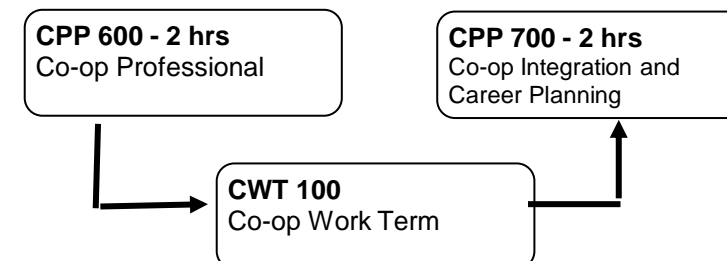 CPP 600 - 2 hrs
Co-op Professional
CPP 700 - 2 hrs
Co-op Integration and
Career Planning
CWT 100
Co-op Work Term